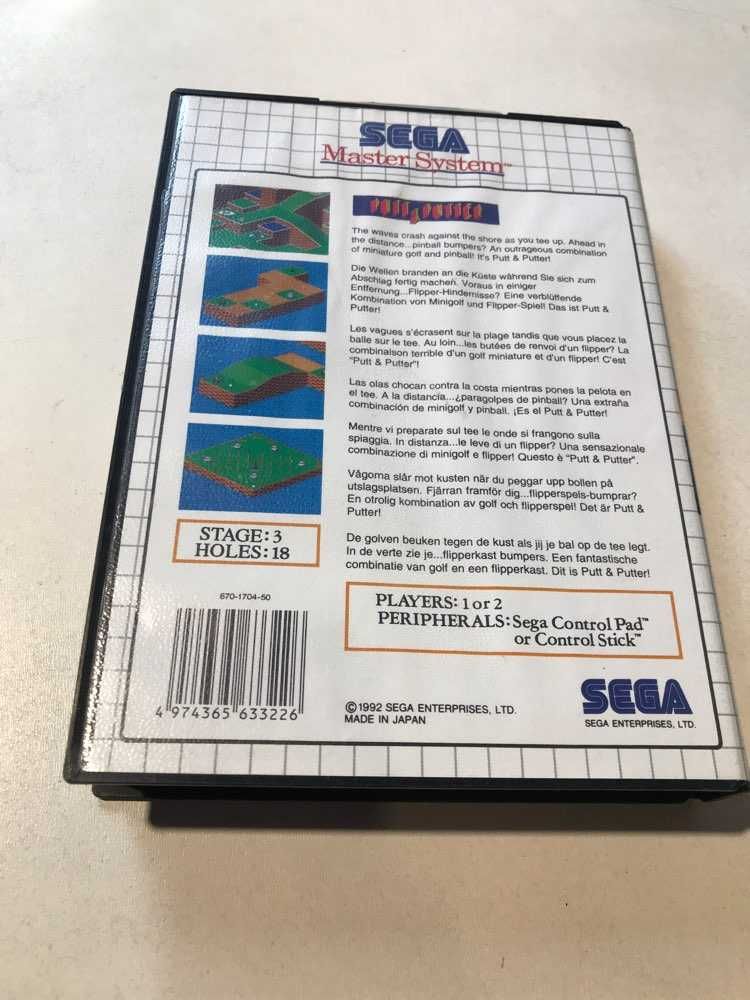 SEGA
Master System™
PUTT & PUTTER
The waves crash against the shore as you tee up. Ahead in
the distance...pinball bumpers? An outrageous combination
of miniature golf and pinball! It's Putt & Putter!
Die Wellen branden an die Küste während Sie sich zum
Abschlag fertig machen. Voraus in einiger
Entfernung...Flipper-Hindernisse? Eine verblüffende
Kombination von Minigolf und Flipper-Spiel! Das ist Putt &
Putter!
Les vagues s'écrasent sur la plage tandis que vous placez la
balle sur le tee. Au loin...les butées de renvoi d'un flipper? La
combinaison terrible d'un golf miniature et d'un flipper! C'est
"Putt & Putter"!
Las olas chocan contra la costa mientras pones la pelota en
el tee. A la distancia...¿paragolpes de pinball? Una extraña
combinación de minigolf y pinball. ¡Es el Putt & Putter!
Mentre vi preparate sul tee le onde si frangono sulla
spiaggia. In distanza...le leve di un flipper? Una sensazionale
combinazione di minigolf e flipper! Questo è "Putt & Putter".
Vågorna slår mot kusten när du peggar upp bollen på
utslagsplatsen. Fjärran framför dig...flipperspels-bumprar?
En otrolig kombination av golf och flipperspel! Det är Putt &
Putter!
De golven beuken tegen de kust als jij je bal op de tee legt.
In de verte zie je...flipperkast bumpers. Een fantastische
combinatie van golf en een flipperkast. Dit is Putt & Putter!
STAGE: 3
HOLES: 18
670-1704-50
4 974365 633226
PLAYERS: 1 or 2
PERIPHERALS: Sega Control Pad™
or Control Stick™
©1992 SEGA ENTERPRISES, LTD.
MADE IN JAPAN
SEGA
SEGA ENTERPRISES, LTD.